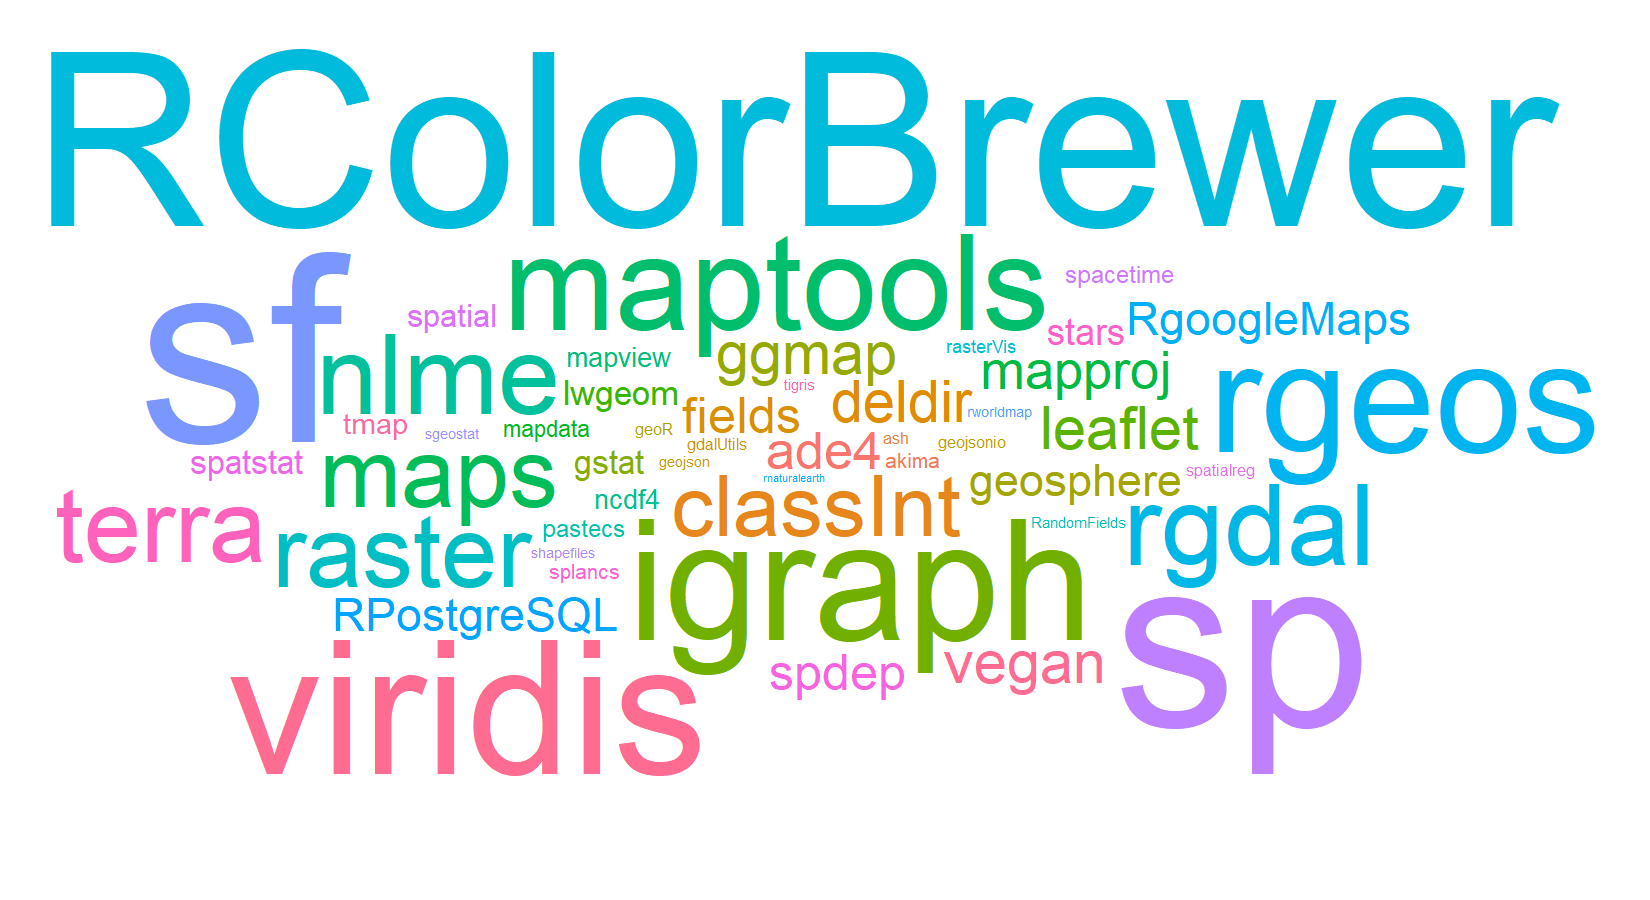 RColorBrewer
sf
maptools
spacetime
spatial
stars
RgoogleMaps
nlme
mapview
ggmap
rasterVis
mapproj
rgeos
lwgeom
tigris
deldir
rworldmap
leaflet
tmap
sgeostat
mapdata
geoR
fields
gdalUtils
ade4
ash
geojsonio
spatstat
maps
gstat
geojson
akima
geosphere
spatialreg
rnaturalearth
terra
raster
ncdf4
classInt
RandomFields
rgdal
pastecs
shapefiles
splancs
igraph
RPostgreSQL
sp
viridis
spdep
vegan